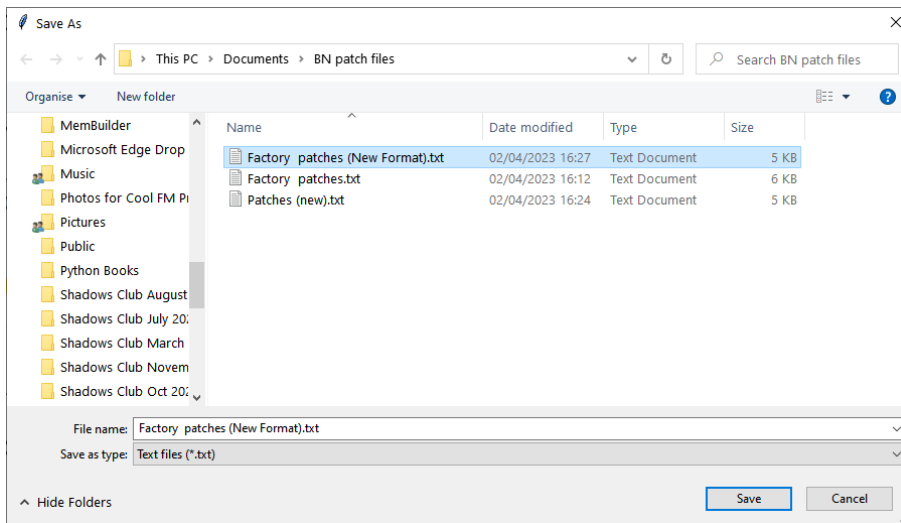 Save As
This PC > Documents > BN patch files
Search BN patch files
Organise
New folder
MemBuilder
Microsoft Edge Drop
Music
Photos for Cool FM
Pictures
Public
Python Books
Shadows Club August
Shadows Club July
Shadows Club March
Shadows Club Novem
Shadows Club Oct
Name Date modified Type Size
Factory patches (New Format).txt 02/04/2023 16:27 Text Document 5 KB
Factory patches.txt 02/04/2023 16:12 Text Document 6 KB
Patches (new).txt 02/04/2023 16:24 Text Document 5 KB
File name: Factory patches (New Format).txt
Save as type: Text files (*.txt)
Hide Folders
Save
Cancel